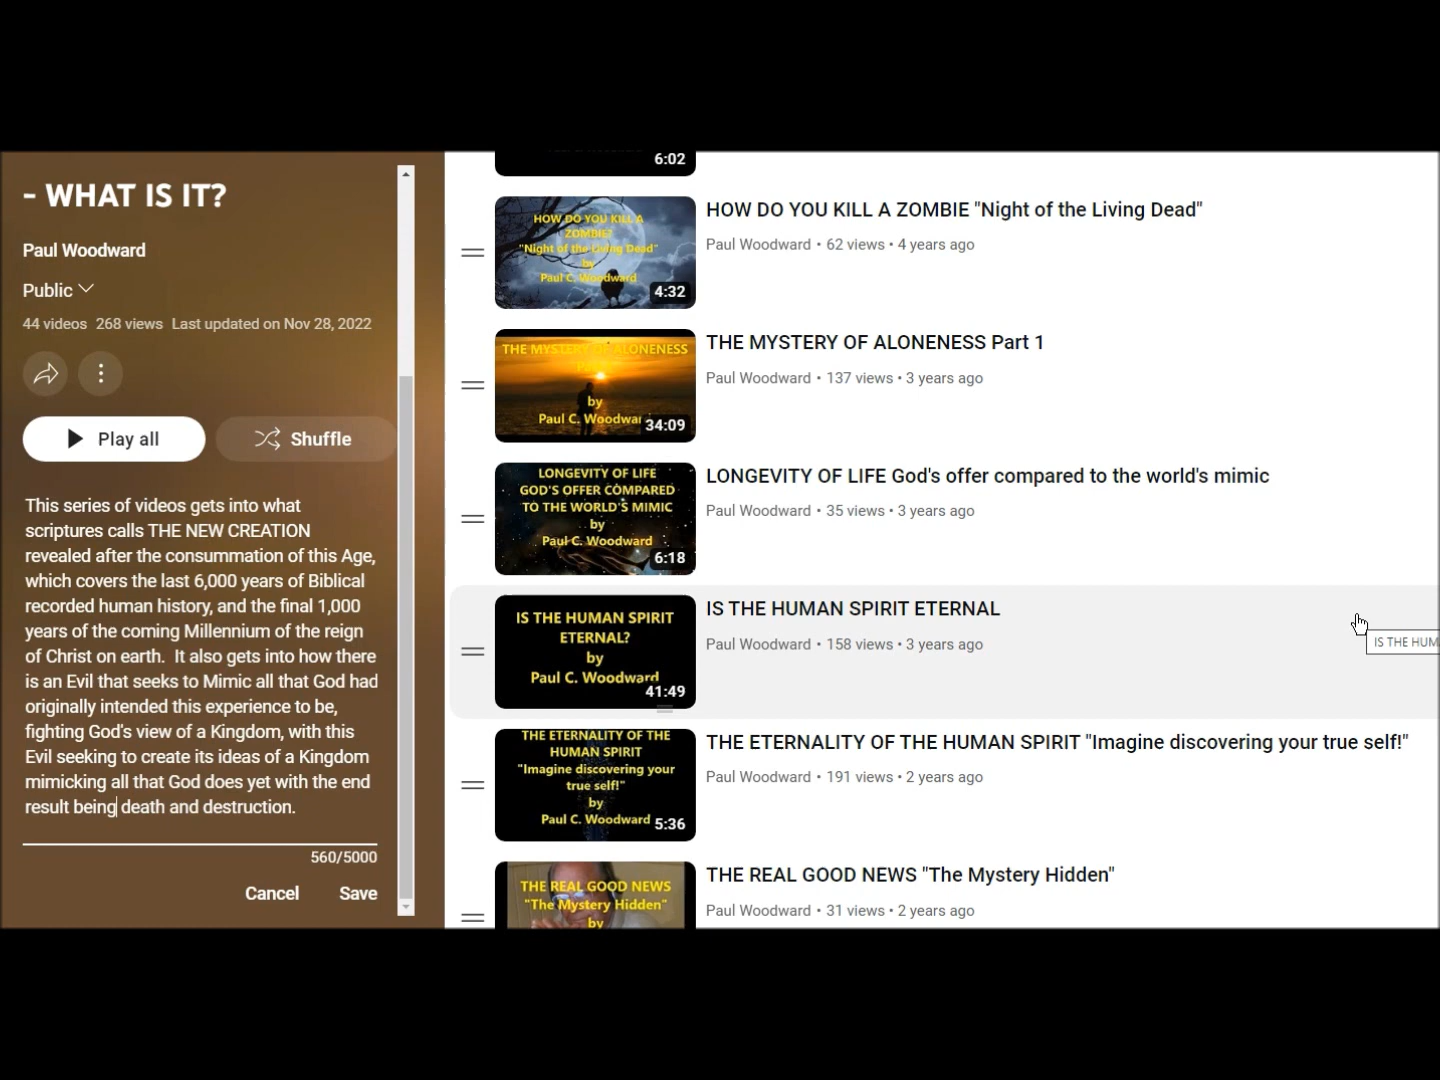 - WHAT IS IT?
Paul Woodward
Public
44 videos 268 views Last updated on Nov 28, 2022
Play all
Shuffle
This series of videos gets into what
scriptures calls THE NEW CREATION
revealed after the consummation of this Age,
which covers the last 6,000 years of Biblical
recorded human history, and the final 1,000
years of the coming Millennium of the reign
of Christ on earth.  It also gets into how there
is an Evil that seeks to Mimic all that God had
originally intended this experience to be,
fighting God's view of a Kingdom, with this
Evil seeking to create its ideas of a Kingdom
mimicking all that God does yet with the end
result being death and destruction.
560/5000
Cancel
Save
6:02
HOW DO YOU KILL A
ZOMBIE?
"Night of the Living Dead"
by
Paul C. Woodward
4:32
HOW DO YOU KILL A ZOMBIE "Night of the Living Dead"
Paul Woodward • 62 views • 4 years ago
THE MYSTERY OF ALONENESS
by
Paul C. Woodwar
34:09
THE MYSTERY OF ALONENESS Part 1
Paul Woodward • 137 views • 3 years ago
LONGEVITY OF LIFE
GOD'S OFFER COMPARED
TO THE WORLD'S MIMIC
by
Paul C. Woodward
6:18
LONGEVITY OF LIFE God's offer compared to the world's mimic
Paul Woodward • 35 views • 3 years ago
IS THE HUMAN SPIRIT
ETERNAL?
by
Paul C. Woodward
41:49
IS THE HUMAN SPIRIT ETERNAL
Paul Woodward • 158 views • 3 years ago
IS THE HUM
THE ETERNALITY OF THE
HUMAN SPIRIT
"Imagine discovering your
true self!"
by
Paul C. Woodward
5:36
THE ETERNALITY OF THE HUMAN SPIRIT "Imagine discovering your true self!"
Paul Woodward • 191 views • 2 years ago
THE REAL GOOD NEWS
"The Mystery Hidden"
by
THE REAL GOOD NEWS "The Mystery Hidden"
Paul Woodward • 31 views • 2 years ago